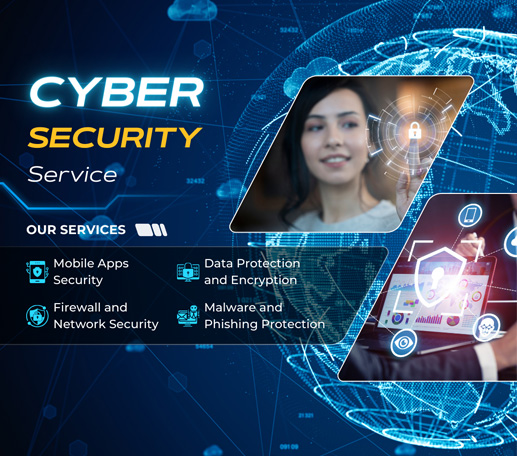 CYBER
SECURITY
Service
OUR SERVICES
Mobile Apps
Security
Data Protection
and Encryption
Firewall and
Network Security
Malware and
Phishing Protection